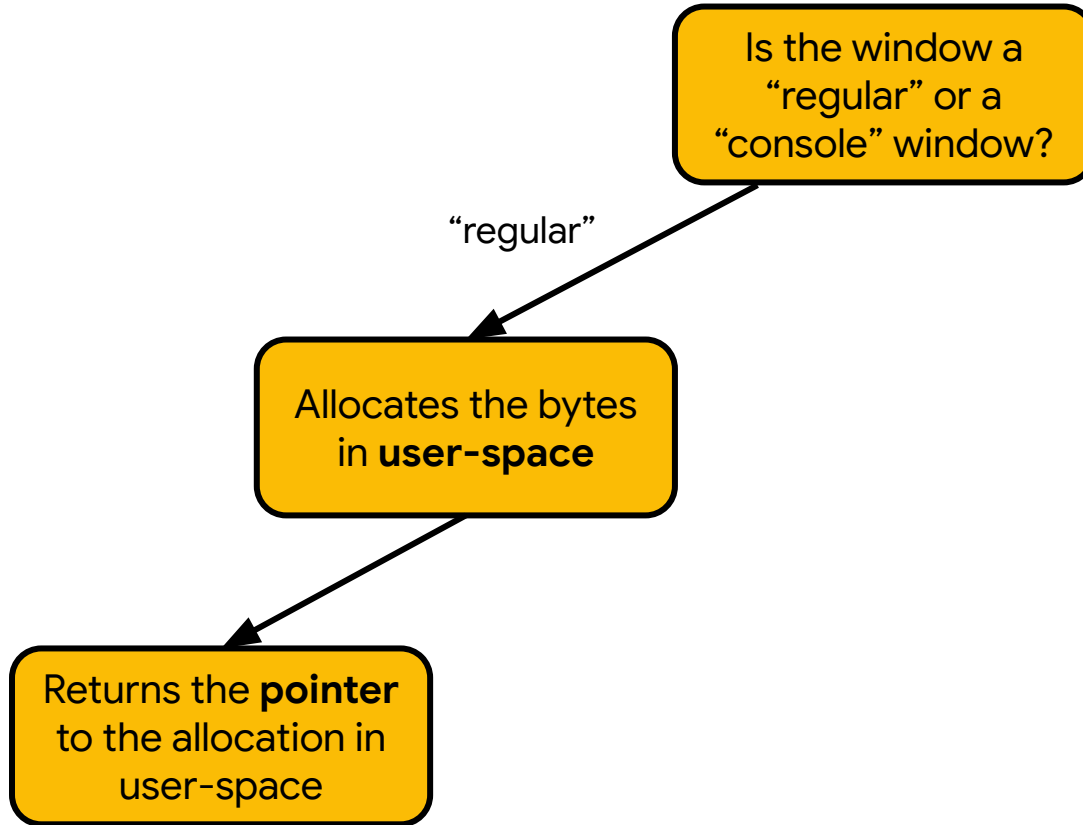 Is the window a
“regular” or a
“console” window?
“regular”
Allocates the bytes
in user-space
Returns the pointer
to the allocation in
user-space